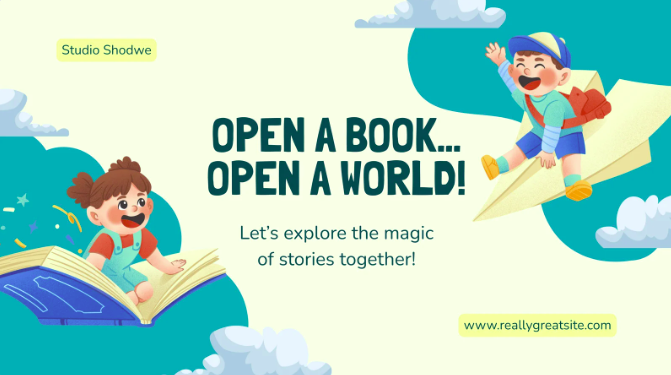 Studio Shodwe
OPEN A BOOK...
OPEN A WORLD!
Let's explore the magic
of stories together!
www.reallygreatsite.com